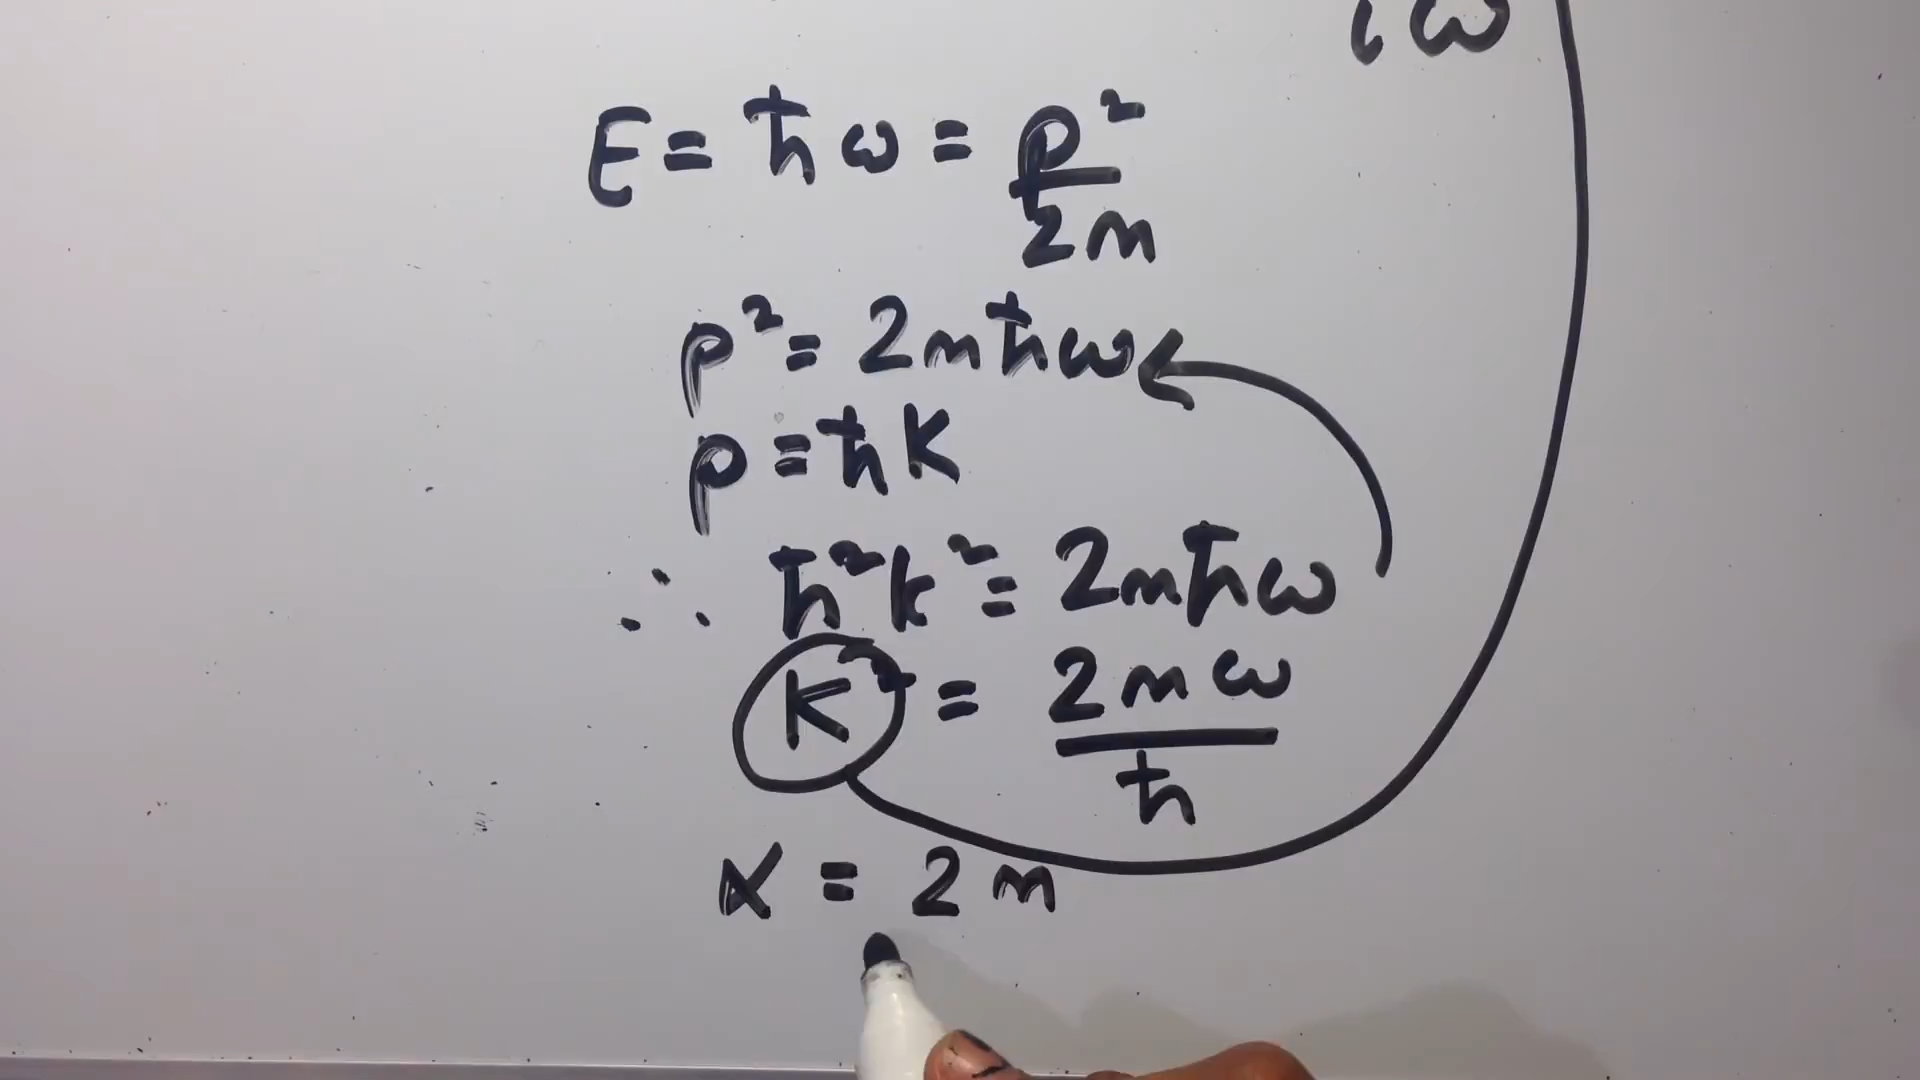 iω
E = ħω = p²/2m
p² = 2mħω
p = ħK
∴ ħ²k² = 2mħω
K² = 2mω/ħ
α = 2m